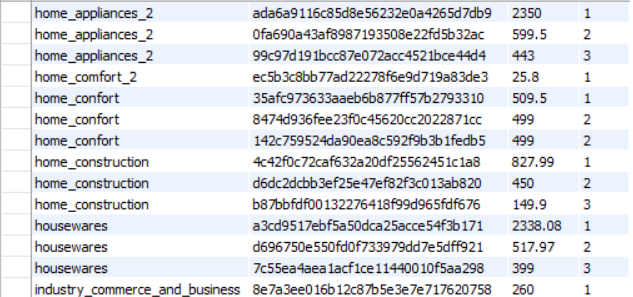 home_appliances_2 ada6a9116c85d8e56232e0a4265d7db9 2350 1
home_appliances_2 0fa690a43af8987193508e22fd5b32ac 599.5 2
home_appliances_2 99c97d191bcc87e072acc4521bce44d4 443 3
home_comfort_2 ec5b3c8bb77ad22278f6e9d719a83de3 25.8 1
home_confort 35afc973633aaeb6b877ff57b2793310 509.5 1
home_confort 8474d936fee23f0c45620cc2022871cc 499 2
home_confort 142c759524da90ea8c592f9b3b1fedb5 499 2
home_construction 4c42f0c72caf632a20df25562451c1a8 827.99 1
home_construction d6dc2dcbb3ef25e47ef82f3c013ab820 450 2
home_construction b87bbfdf00132276418f99d965fdf676 149.9 3
housewares a3cd9517ebf5a50dca25acce54f3b171 2338.08 1
housewares d696750e550fd0f733979dd7e5dff921 517.97 2
housewares 7c55ea4aea1acf1ce11440010f5aa298 399 3
industry_commerce_and_business 8e7a3ee016b12c87b5e3e7e717620758 260 1